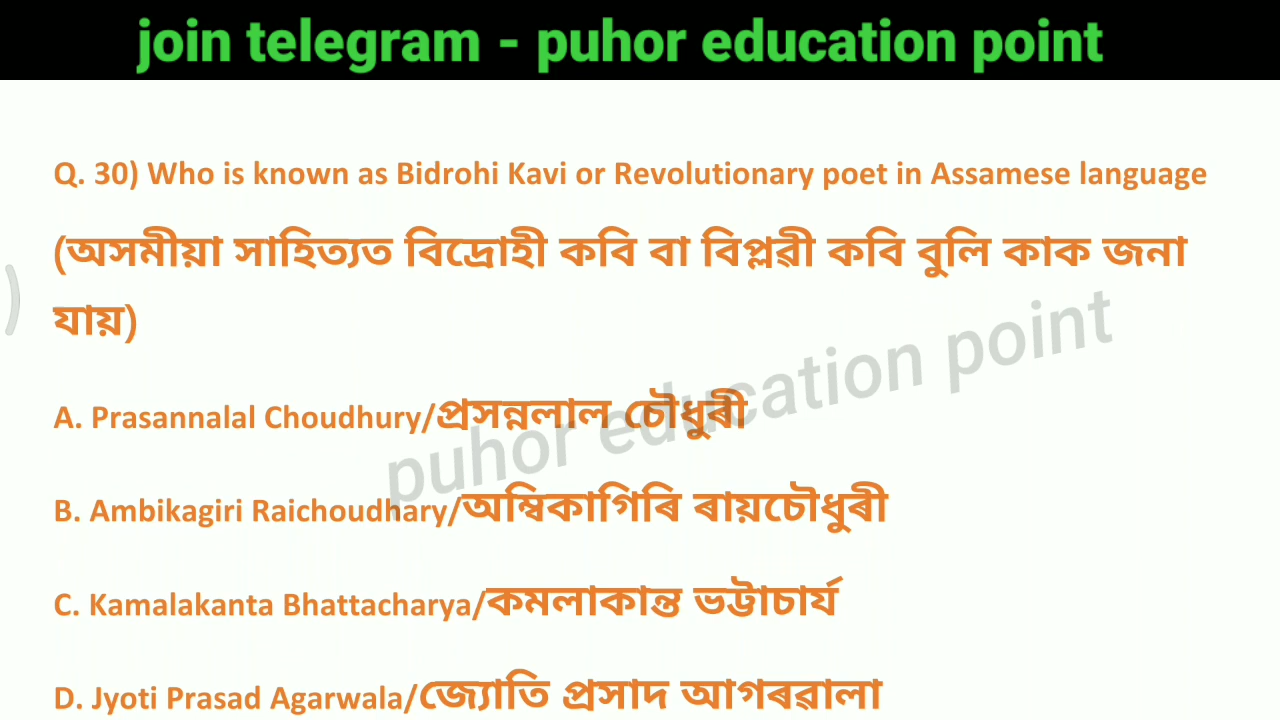 join telegram - puhor education point
Q. 30) Who is known as Bidrohi Kavi or Revolutionary poet in Assamese language
(অসমীয়া সাহিত্যত বিদ্ৰোহী কবি বা বিপ্লৱী কবি বুলি কাক জনা
যায়)
A. Prasannalal Choudhury/প্ৰসন্নলাল চৌধুৰী
puhor education point
B. Ambikagiri Raichoudhary/অম্বিকাগিৰি ৰায়চৌধুৰী
C. Kamalakanta Bhattacharya/কমলাকান্ত ভট্টাচাৰ্য
D. Jyoti Prasad Agarwala/জ্যোতি প্ৰসাদ আগৰৱালা